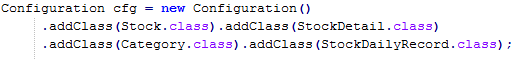 Configuration cfg = new Configuration()
.addClass(Stock.class).addClass(StockDetail.class)
.addClass(Category.class).addClass(StockDailyRecord.class);